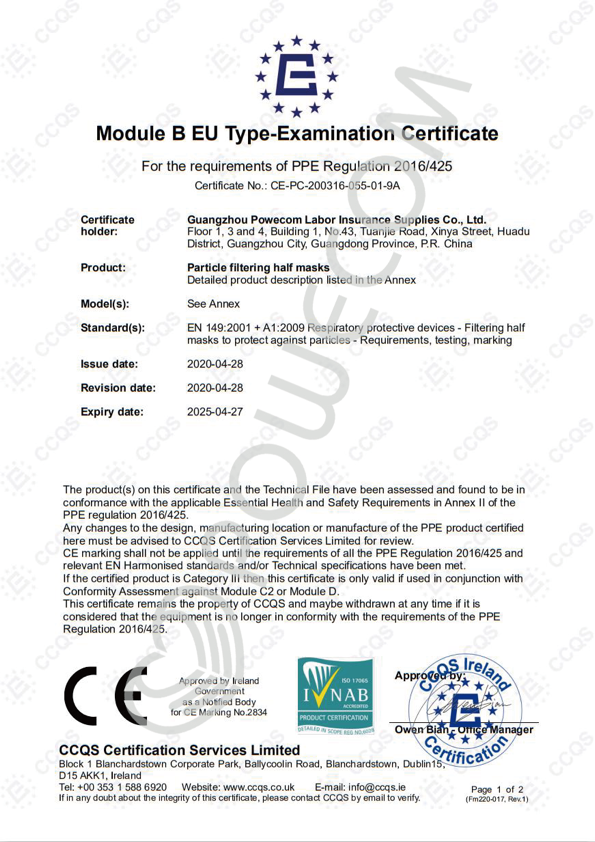 Module B EU Type-Examination Certificate
For the requirements of PPE Regulation 2016/425
Certificate No.: CE-PC-200316-055-01-9A
Certificate holder: Guangzhou Powecom Labor Insurance Supplies Co., Ltd.
Floor 1, 3 and 4, Building 1, No.43, Tuanjie Road, Xinya Street, Huadu
District, Guangzhou City, Guangdong Province, P.R. China
Product: Particle filtering half masks
Detailed product description listed in the Annex
Model(s): See Annex
Standard(s): EN 149:2001 + A1:2009 Respiratory protective devices - Filtering half
masks to protect against particles - Requirements, testing, marking
Issue date: 2020-04-28
Revision date: 2020-04-28
Expiry date: 2025-04-27
The product(s) on this certificate and the Technical File have been assessed and found to be in
conformance with the applicable Essential Health and Safety Requirements in Annex II of the
PPE regulation 2016/425.
Any changes to the design, manufacturing location or manufacture of the PPE product certified
here must be advised to CCQS Certification Services Limited for review.
CE marking shall not be applied until the requirements of all the PPE Regulation 2016/425 and
relevant EN Harmonised standards and/or Technical specifications have been met.
If the certified product is Category III then this certificate is only valid if used in conjunction with
Conformity Assessment against Module C2 or Module D.
This certificate remains the property of CCQS and maybe withdrawn at any time if it is
considered that the equipment is no longer in conformity with the requirements of the PPE
Regulation 2016/425.
CE
Approved by Ireland
Government
as a Notified Body
for CE Marking No.2834
ISO 17065
INAB
ACCREDITED
PRODUCT CERTIFICATION
Approved by:
CCQS Ireland
Certification
Owen Bian - Office Manager
CCQS Certification Services Limited
Block 1 Blanchardstown Corporate Park, Ballycoolin Road, Blanchardstown, Dublin15,
D15 AKK1, Ireland
Tel: +00 353 1 588 6920 Website: www.ccqs.co.uk E-mail: info@ccqs.ie
If in any doubt about the integrity of this certificate, please contact CCQS by email to verify.
Page 1 of 2
(Fm220-017, Rev.1)
POWECOM
CCQS